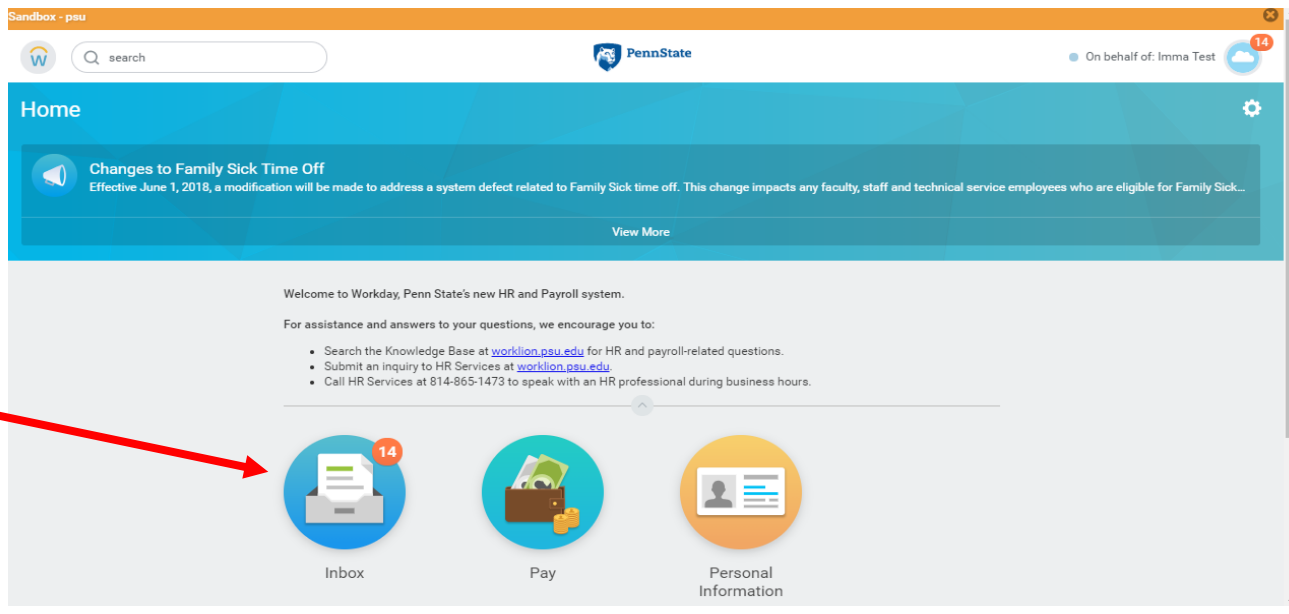 Sandbox - psu
search
PennState
On behalf of: Imma Test
14
Home
Changes to Family Sick Time Off
Effective June 1, 2018, a modification will be made to address a system defect related to Family Sick time off. This change impacts any faculty, staff and technical service employees who are eligible for Family Sick...
View More
Welcome to Workday, Penn State's new HR and Payroll system.
For assistance and answers to your questions, we encourage you to:
• Search the Knowledge Base at worklion.psu.edu for HR and payroll-related questions.
• Submit an inquiry to HR Services at worklion.psu.edu.
• Call HR Services at 814-865-1473 to speak with an HR professional during business hours.
14
Inbox
Pay
Personal
Information